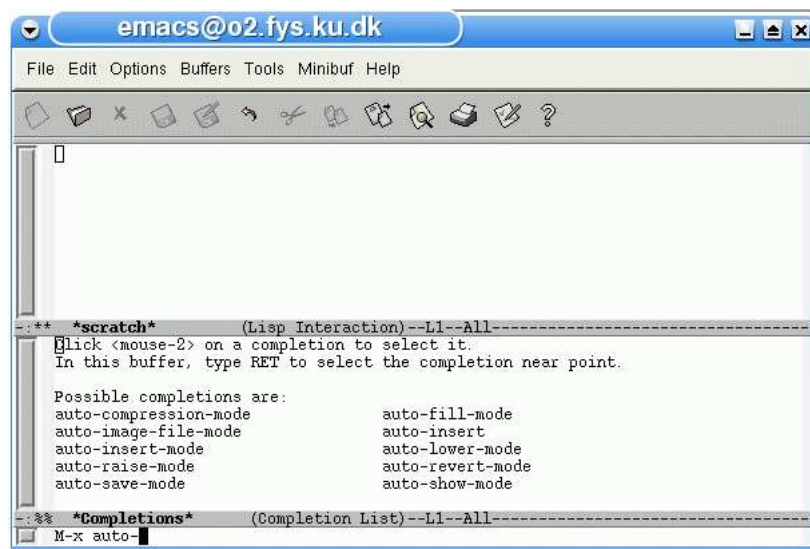 emacs@o2.fys.ku.dk
File Edit Options Buffers Tools Minibuf Help
-:** *scratch* (Lisp Interaction)--L1--All----------------------------------
Click <mouse-2> on a completion to select it.
In this buffer, type RET to select the completion near point.
Possible completions are:
auto-compression-mode auto-fill-mode
auto-image-file-mode auto-insert
auto-insert-mode auto-lower-mode
auto-raise-mode auto-revert-mode
auto-save-mode auto-show-mode
-:%% *Completions* (Completion List)--L1--All----------------------------------
M-x auto-